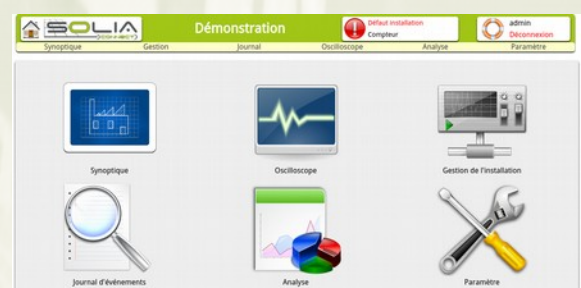 SOLIA
CONNECT
Démonstration
Défaut installation
Compteur
admin
Déconnexion
Synoptique Gestion Journal Oscilloscope Analyse Paramètre
Synoptique Oscilloscope Gestion de l'installation
Journal d'événements Analyse Paramètre